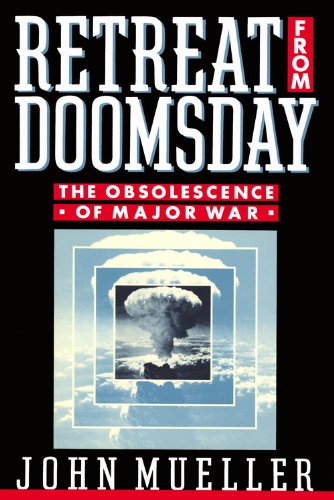 RETREAT
FROM
DOOMSDAY
THE OBSOLESCENCE
• OF MAJOR WAR •
JOHN MUELLER